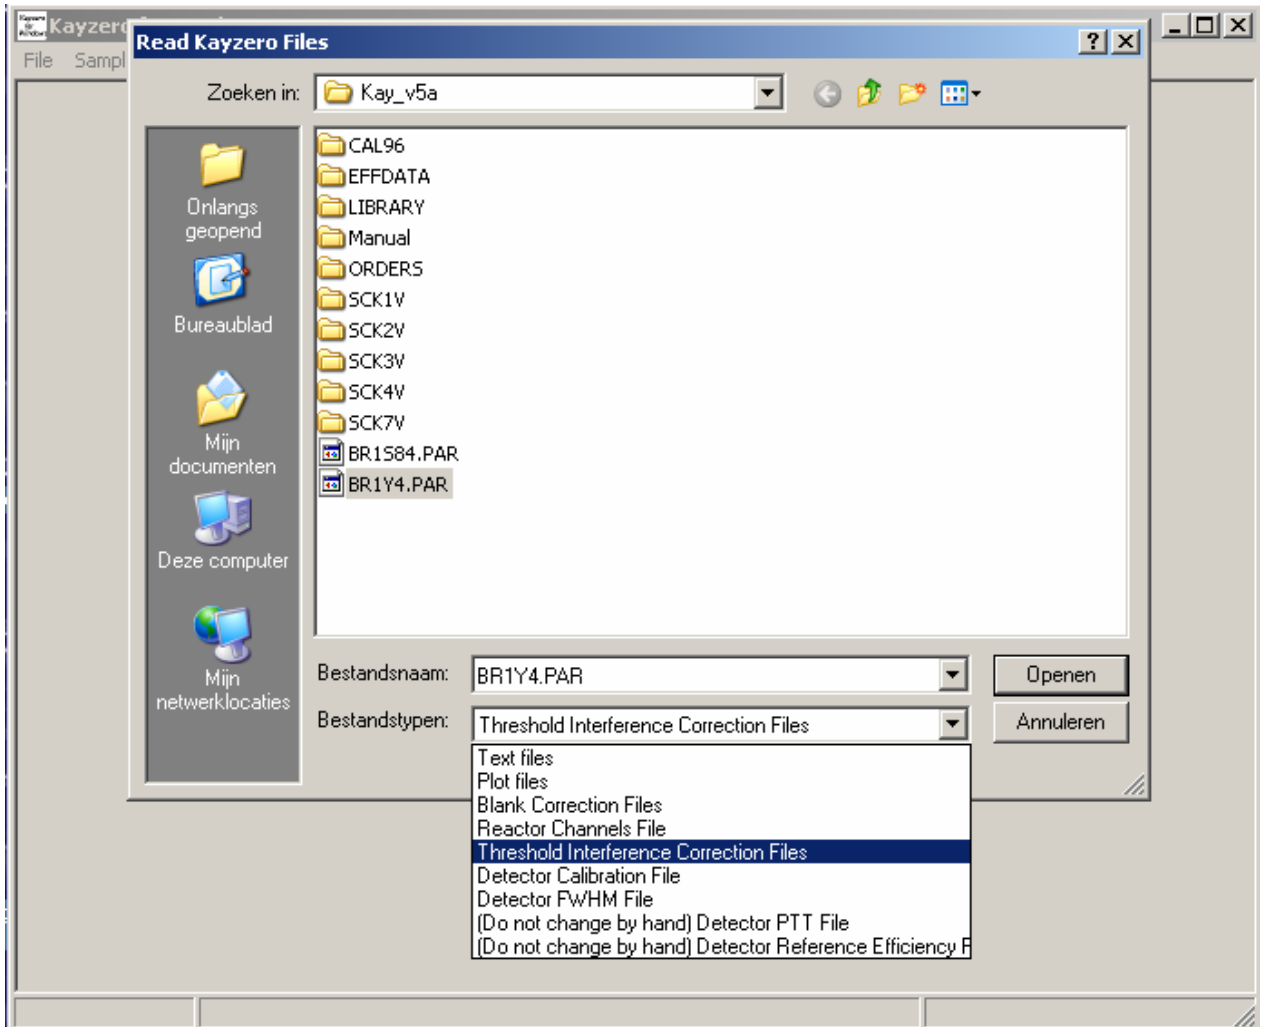 Kayzero
Read Kayzero Files
File Sampl
Zoeken in: Kay_v5a
CAL96
EFFDATA
LIBRARY
Manual
ORDERS
SCK1V
SCK2V
SCK3V
SCK4V
SCK7V
BR1S84.PAR
BR1Y4.PAR
Onlangs
geopend
Bureaublad
Mijn
documenten
Deze computer
Mijn
netwerklocaties
Bestandsnaam: BR1Y4.PAR Openen
Bestandstypen: Threshold Interference Correction Files Annuleren
Text files
Plot files
Blank Correction Files
Reactor Channels File
Threshold Interference Correction Files
Detector Calibration File
Detector FWHM File
(Do not change by hand) Detector PTT File
(Do not change by hand) Detector Reference Efficiency F